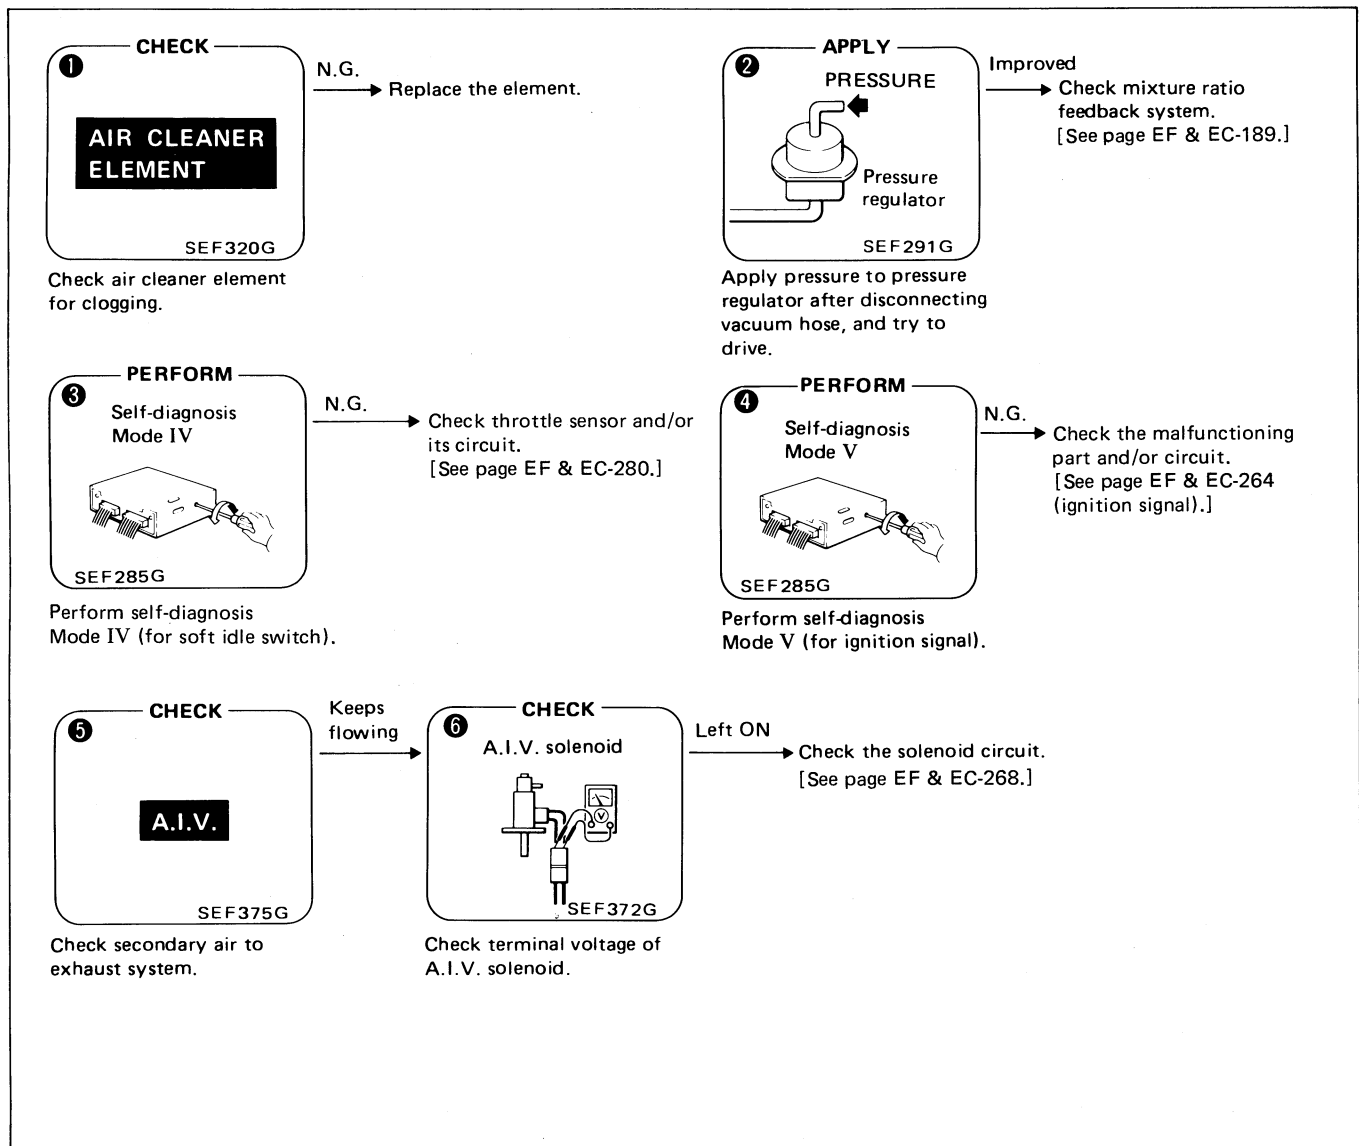 CHECK
1
AIR CLEANER
ELEMENT
SEF320G
N.G.
Replace the element.
Check air cleaner element
for clogging.
APPLY
2
PRESSURE
Pressure
regulator
SEF291G
Improved
Check mixture ratio
feedback system.
[See page EF & EC-189.]
Apply pressure to pressure
regulator after disconnecting
vacuum hose, and try to
drive.
PERFORM
3
Self-diagnosis
Mode IV
SEF285G
N.G.
Check throttle sensor and/or
its circuit.
[See page EF & EC-280.]
Perform self-diagnosis
Mode IV (for soft idle switch).
PERFORM
4
Self-diagnosis
Mode V
SEF285G
N.G.
Check the malfunctioning
part and/or circuit.
[See page EF & EC-264
(ignition signal).]
Perform self-diagnosis
Mode V (for ignition signal).
CHECK
5
A.I.V.
SEF375G
Keeps
flowing
Check secondary air to
exhaust system.
CHECK
6
A.I.V. solenoid
V
SEF372G
Left ON
Check the solenoid circuit.
[See page EF & EC-268.]
Check terminal voltage of
A.I.V. solenoid.